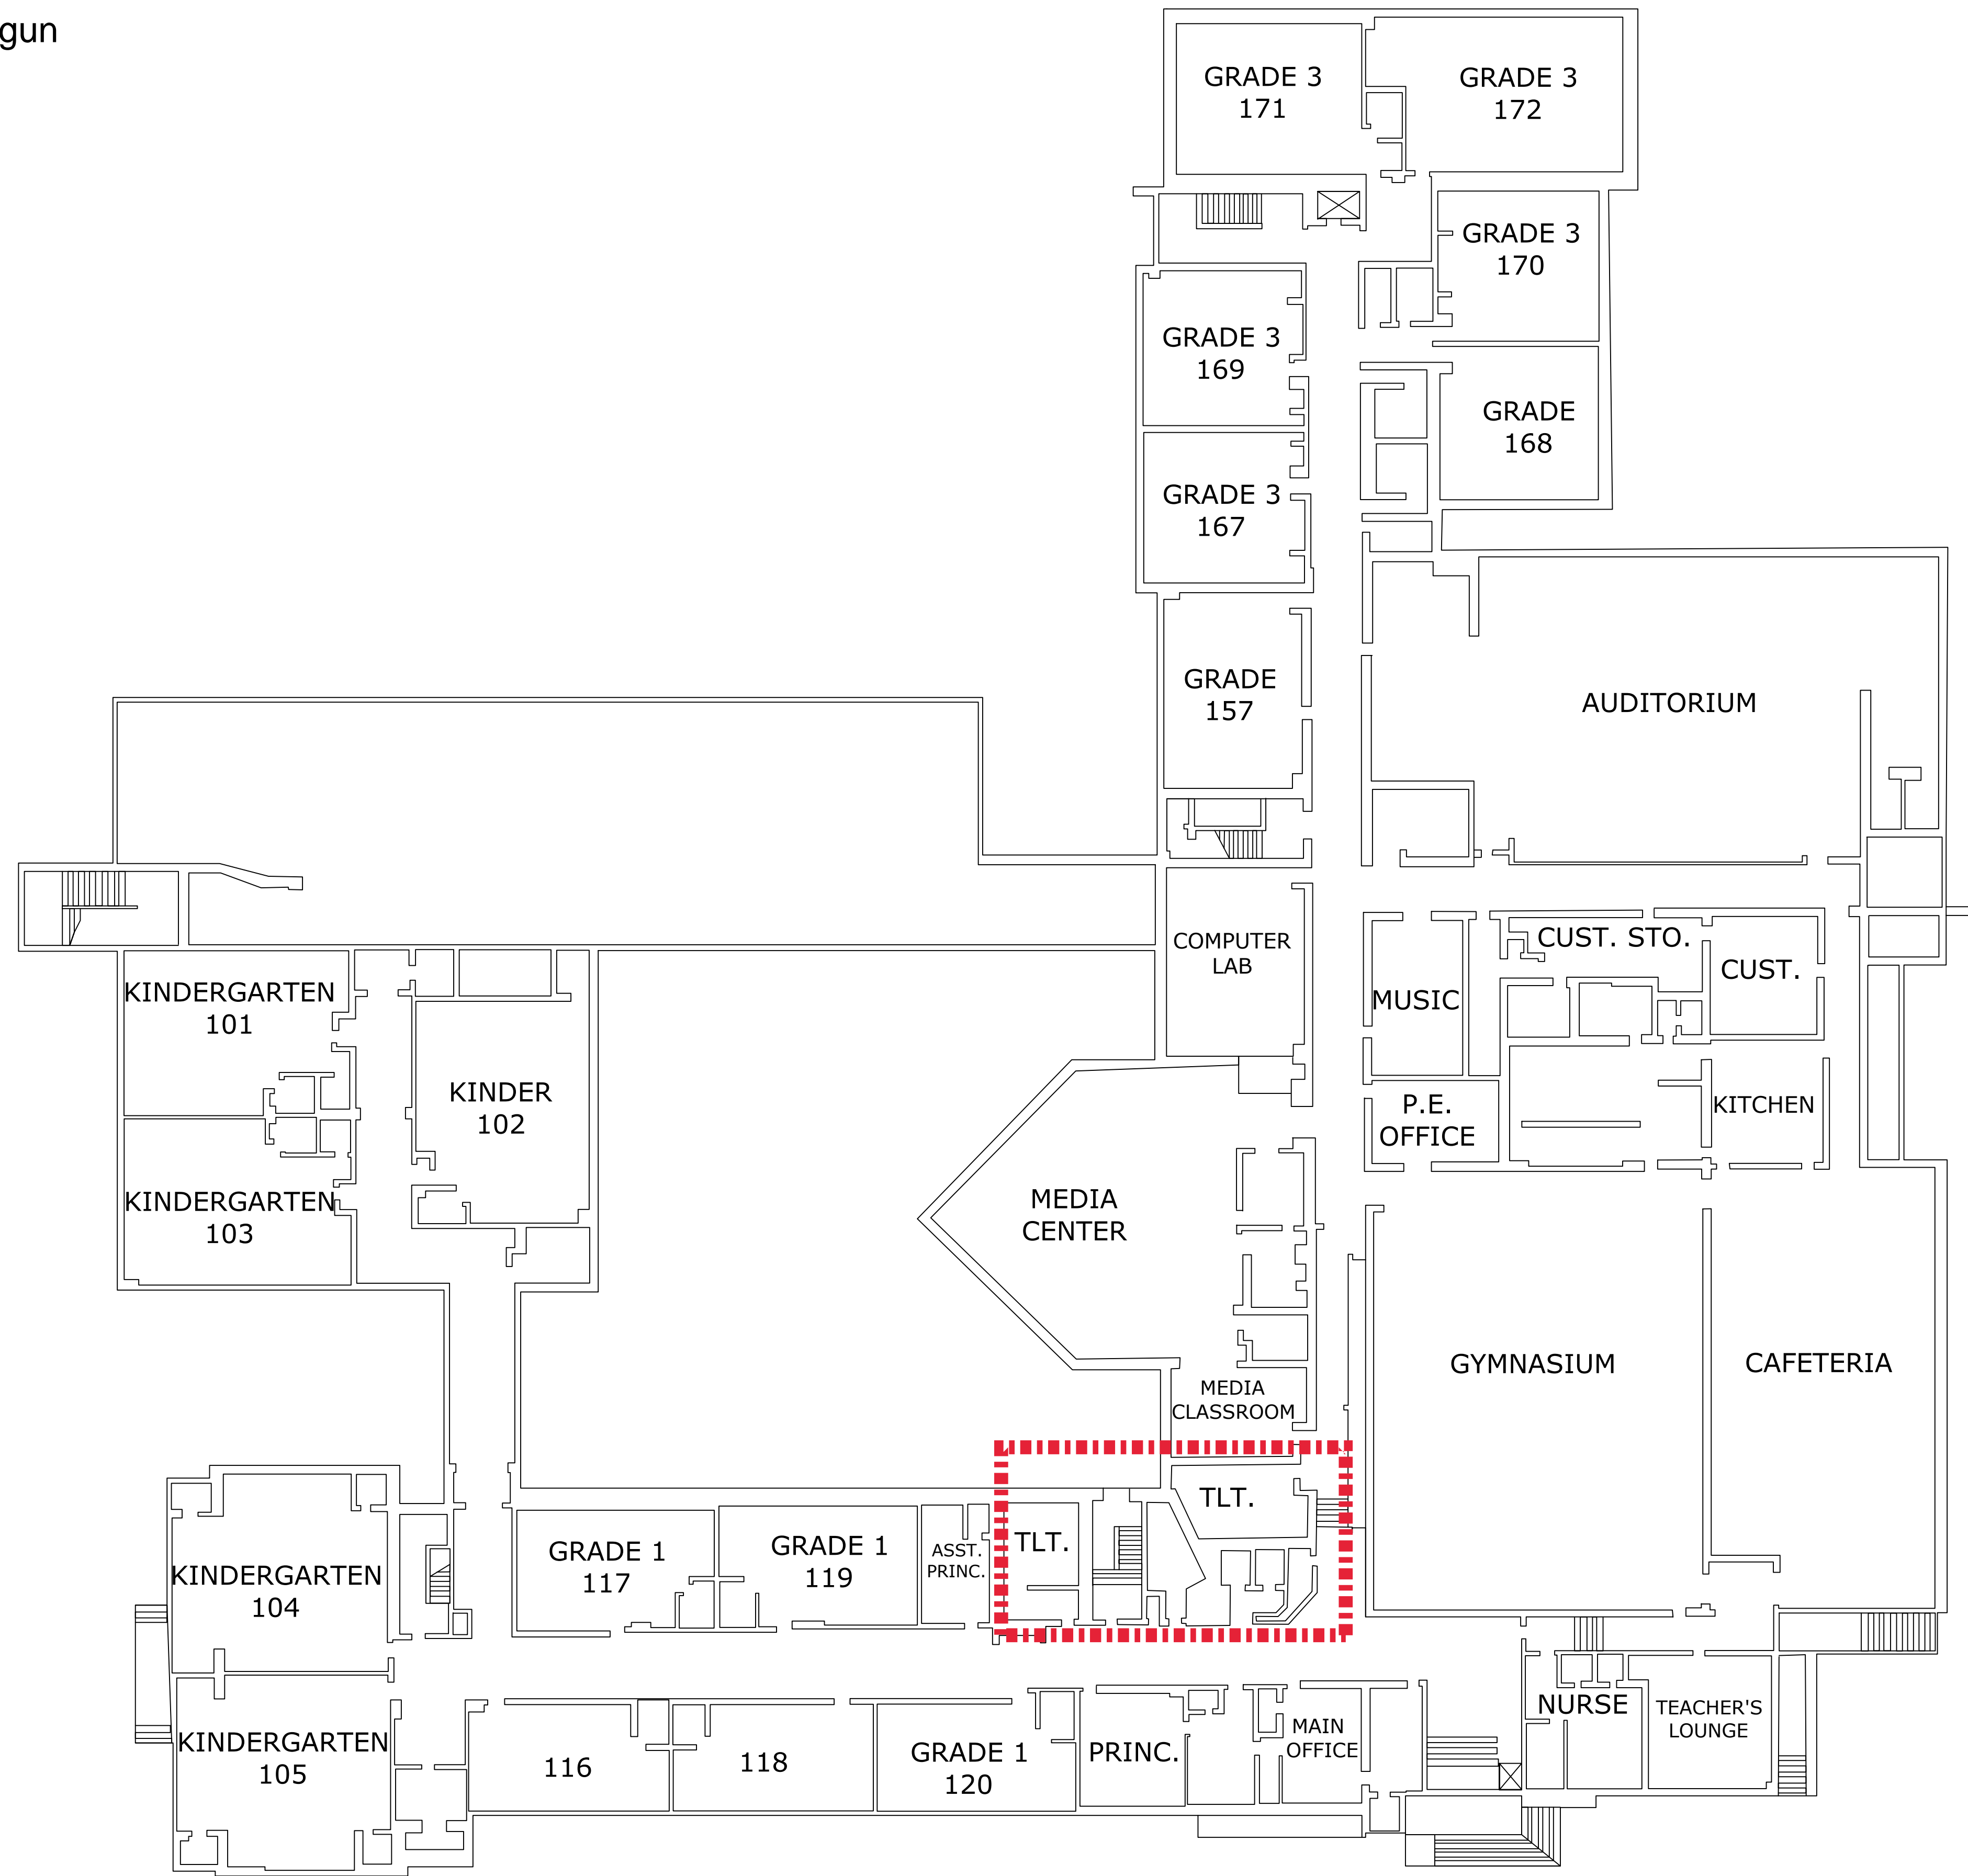 gun
GRADE 3
171
GRADE 3
172
GRADE 3
170
GRADE 3
169
GRADE
168
GRADE 3
167
GRADE
157
AUDITORIUM
COMPUTER
LAB
CUST. STO.
CUST.
MUSIC
KINDERGARTEN
101
KINDER
102
P.E.
OFFICE
KITCHEN
KINDERGARTEN
103
MEDIA
CENTER
GYMNASIUM
CAFETERIA
MEDIA
CLASSROOM
TLT.
TLT.
GRADE 1
117
GRADE 1
119
ASST.
PRINC.
KINDERGARTEN
104
KINDERGARTEN
105
116
118
GRADE 1
120
PRINC.
MAIN
OFFICE
NURSE
TEACHER'S
LOUNGE